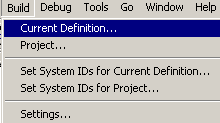 Build Debug Tools Go Window Help
Current Definition...
Project...
Set System IDs for Current Definition...
Set System IDs for Project...
Settings...